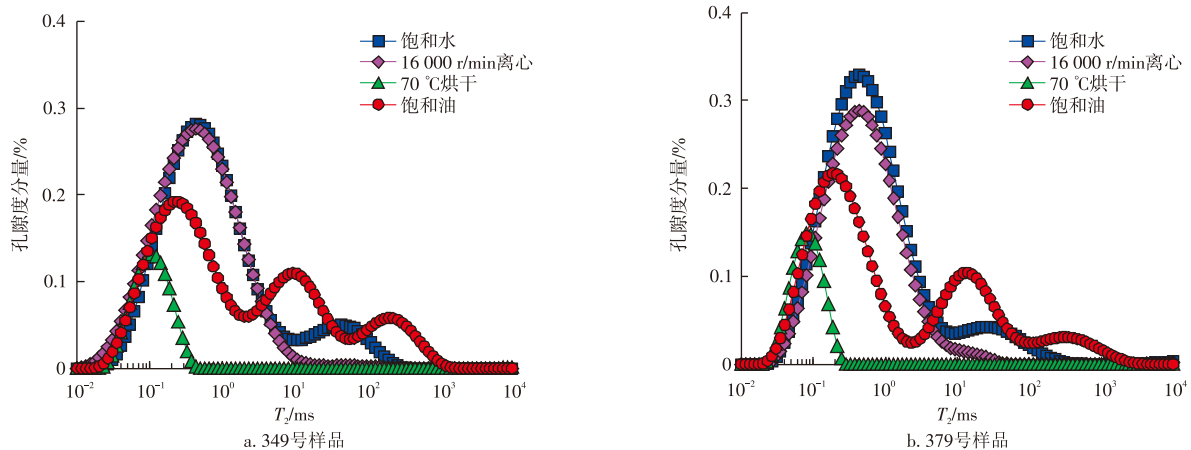 0.4
0.3
0.2
0.1
0
孔隙度分量/%
饱和水
16 000 r/min离心
70 ℃烘干
饱和油
10⁻² 10⁻¹ 10⁰ 10¹ 10² 10³ 10⁴
T₂/ms
a. 349号样品
0.4
0.3
0.2
0.1
0
孔隙度分量/%
饱和水
16 000 r/min离心
70 ℃烘干
饱和油
10⁻² 10⁻¹ 10⁰ 10¹ 10² 10³ 10⁴
T₂/ms
b. 379号样品